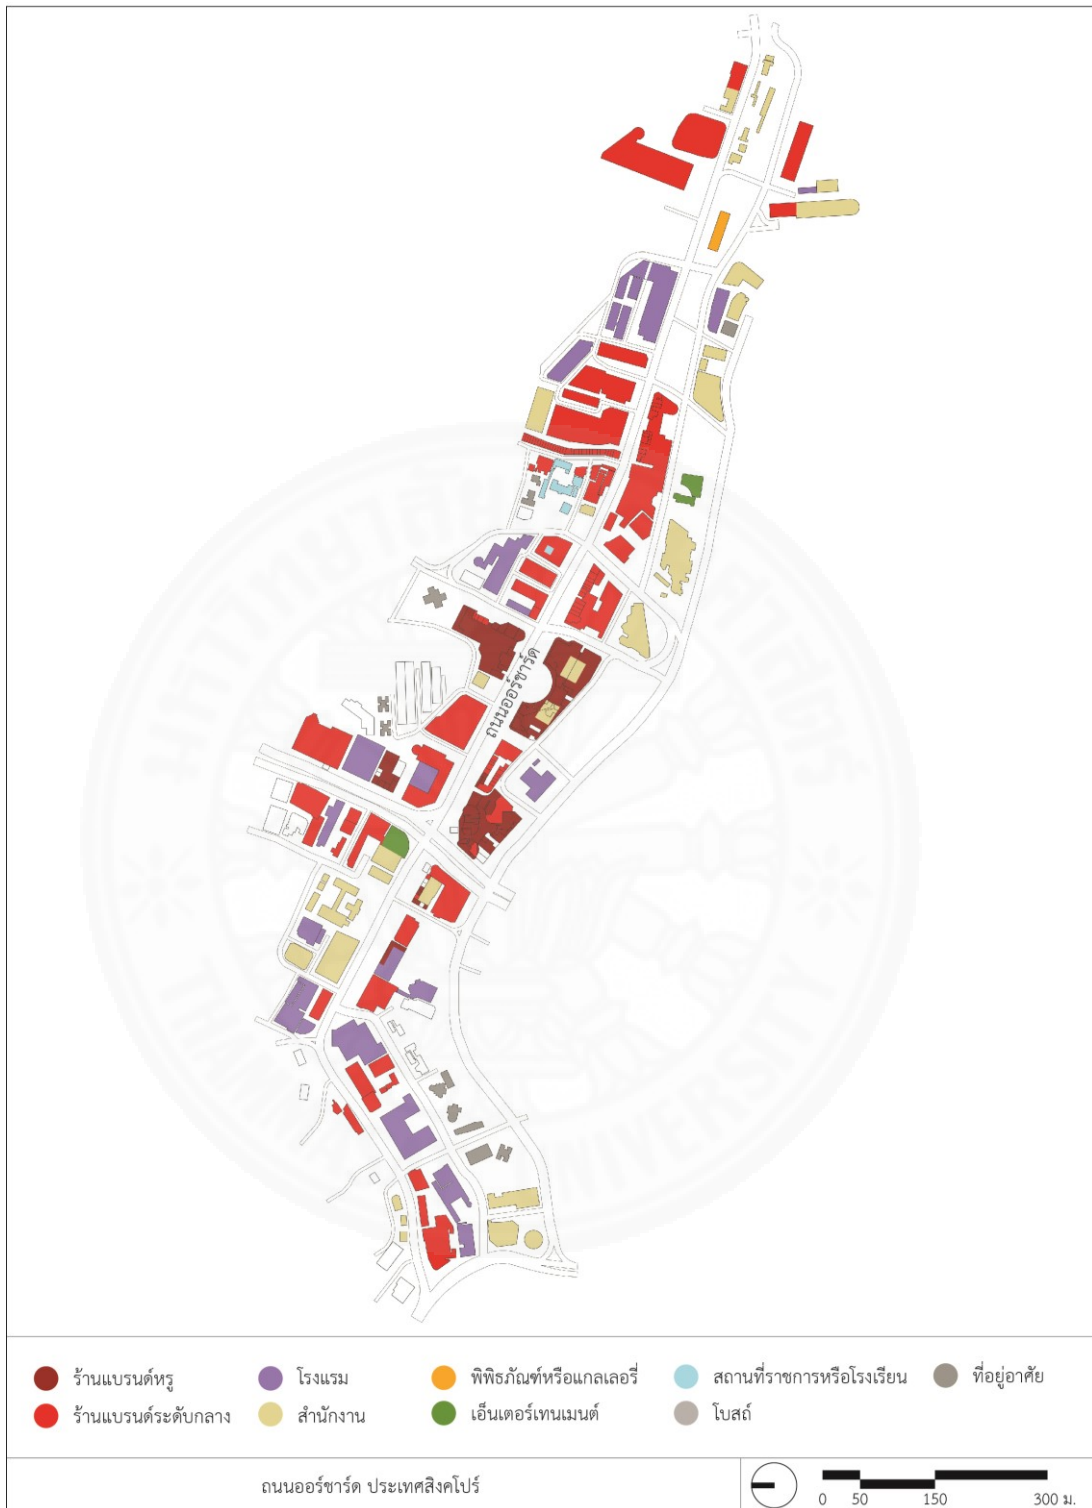 ถนนออร์ชาร์ด
ร้านแบรนด์หรู
โรงแรม
พิพิธภัณฑ์หรือแกลเลอรี่
สถานที่ราชการหรือโรงเรียน
ที่อยู่อาศัย
ร้านแบรนด์ระดับกลาง
สำนักงาน
เอ็นเตอร์เทนเมนต์
โบสถ์
ถนนออร์ชาร์ด ประเทศสิงคโปร์
0 50 150 300 ม.